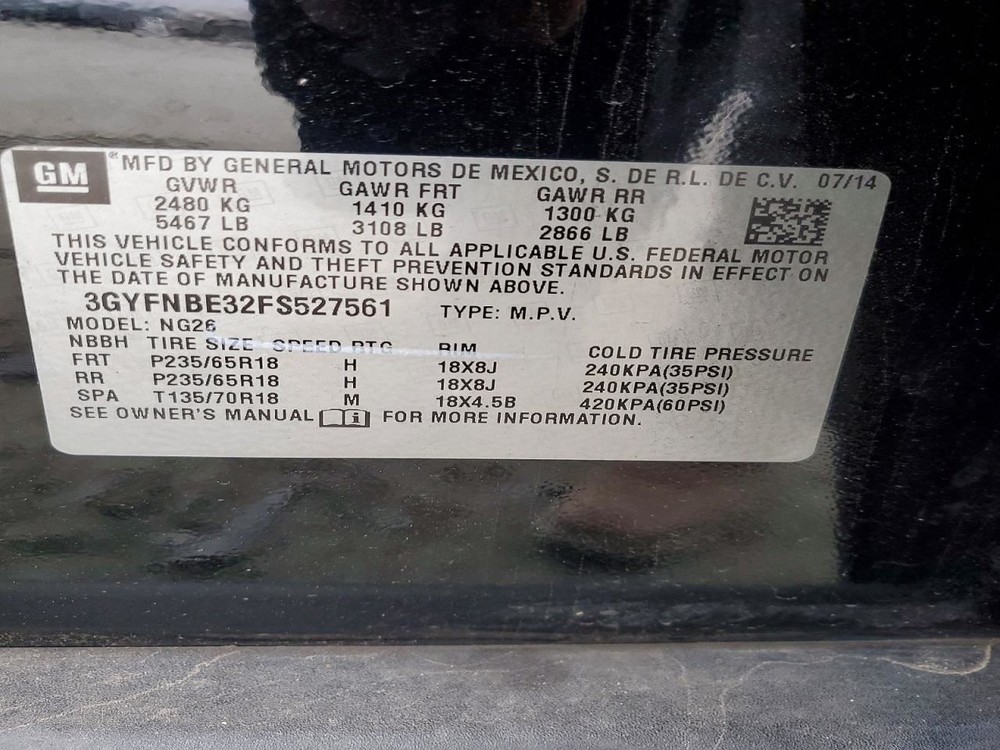 GM ® MFD BY GENERAL MOTORS DE MEXICO, S. DE R.L. DE C.V. 07/14
GVWR GAWR FRT GAWR RR
2480 KG 1410 KG 1300 KG
5467 LB 3108 LB 2866 LB
THIS VEHICLE CONFORMS TO ALL APPLICABLE U.S. FEDERAL MOTOR
VEHICLE SAFETY AND THEFT PREVENTION STANDARDS IN EFFECT ON
THE DATE OF MANUFACTURE SHOWN ABOVE.
3GYFNBE32FS527561 TYPE: M.P.V.
MODEL: NG26
NBBH TIRE SIZE SPEED RTG RIM COLD TIRE PRESSURE
FRT P235/65R18 H 18X8J 240KPA(35PSI)
RR P235/65R18 H 18X8J 240KPA(35PSI)
SPA T135/70R18 M 18X4.5B 420KPA(60PSI)
SEE OWNER'S MANUAL FOR MORE INFORMATION.